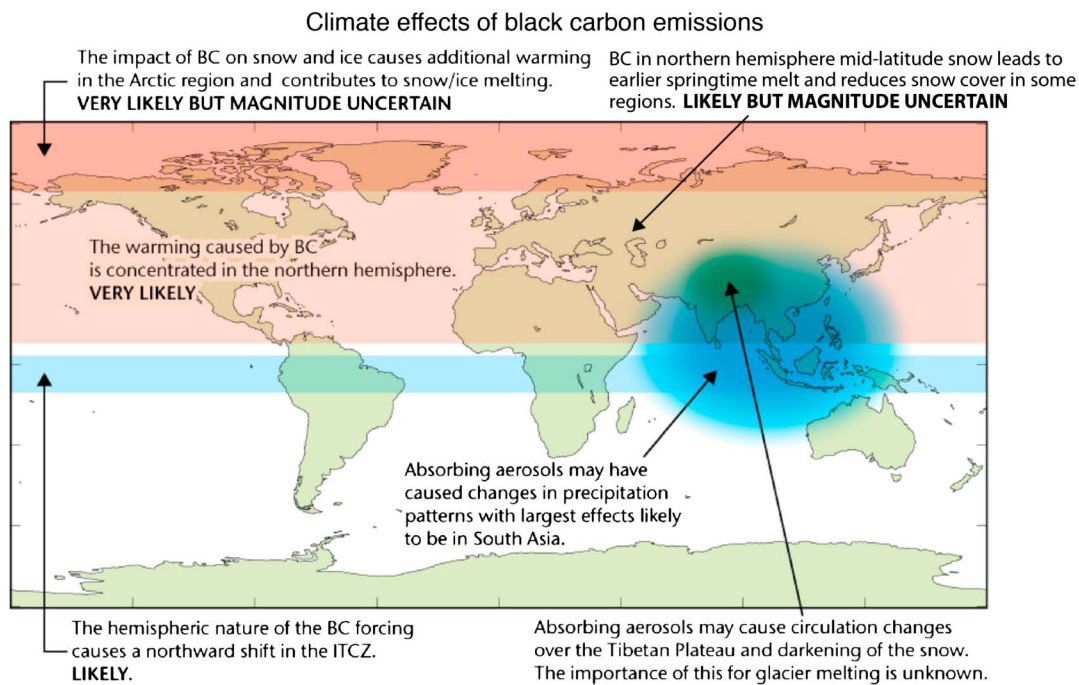 Climate effects of black carbon emissions
The impact of BC on snow and ice causes additional warming
in the Arctic region and contributes to snow/ice melting.
VERY LIKELY BUT MAGNITUDE UNCERTAIN
BC in northern hemisphere mid-latitude snow leads to
earlier springtime melt and reduces snow cover in some
regions. LIKELY BUT MAGNITUDE UNCERTAIN
The warming caused by BC
is concentrated in the northern hemisphere.
VERY LIKELY
Absorbing aerosols may have
caused changes in precipitation
patterns with largest effects likely
to be in South Asia.
The hemispheric nature of the BC forcing
causes a northward shift in the ITCZ.
LIKELY.
Absorbing aerosols may cause circulation changes
over the Tibetan Plateau and darkening of the snow.
The importance of this for glacier melting is unknown.